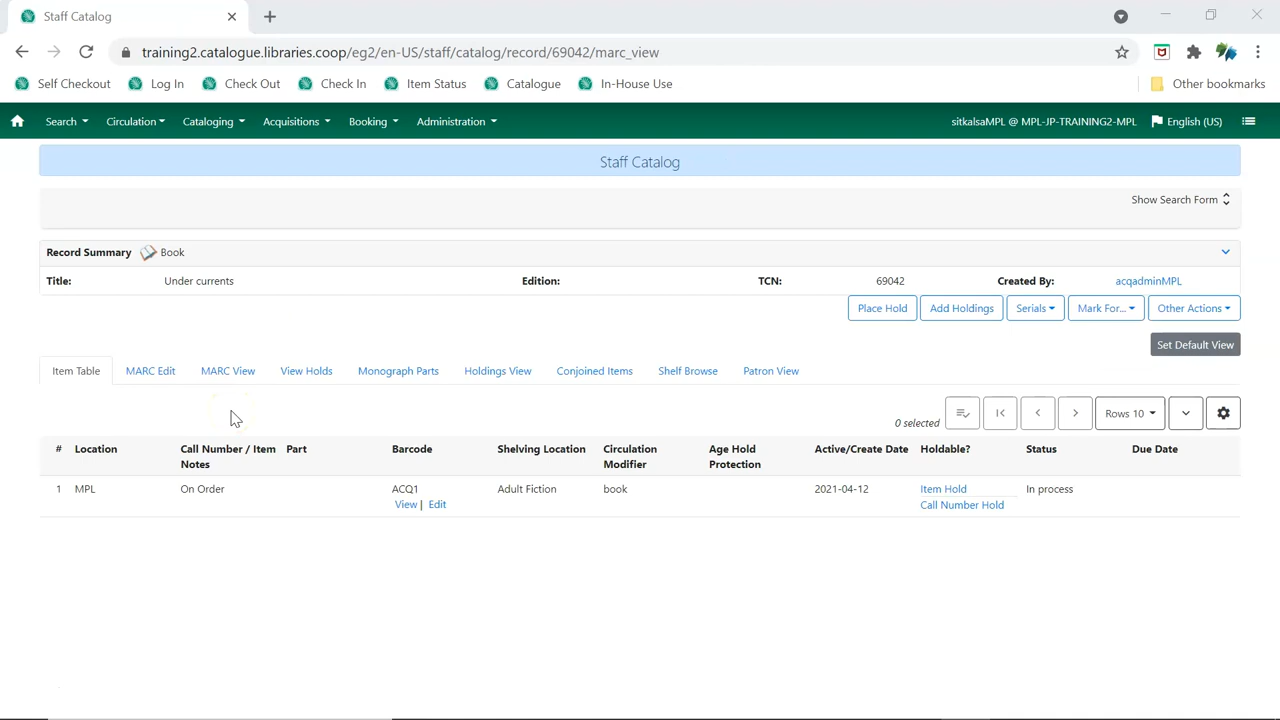 Staff Catalog
training2.catalogue.libraries.coop/eg2/en-US/staff/catalog/record/69042/marc_view
Self Checkout Log In Check Out Check In Item Status Catalogue In-House Use Other bookmarks
Search Circulation Cataloging Acquisitions Booking Administration sitkalsaMPL @ MPL-JP-TRAINING2-MPL English (US)
Staff Catalog
Show Search Form
Record Summary Book
Title: Under currents Edition: TCN: 69042 Created By: acqadminMPL
Place Hold Add Holdings Serials Mark For... Other Actions
Set Default View
Item Table MARC Edit MARC View View Holds Monograph Parts Holdings View Conjoined Items Shelf Browse Patron View
0 selected Rows 10
# Location Call Number / Item Notes Part Barcode Shelving Location Circulation Modifier Age Hold Protection Active/Create Date Holdable? Status Due Date
1 MPL On Order ACQ1 Adult Fiction book 2021-04-12 Item Hold In process
View | Edit Call Number Hold